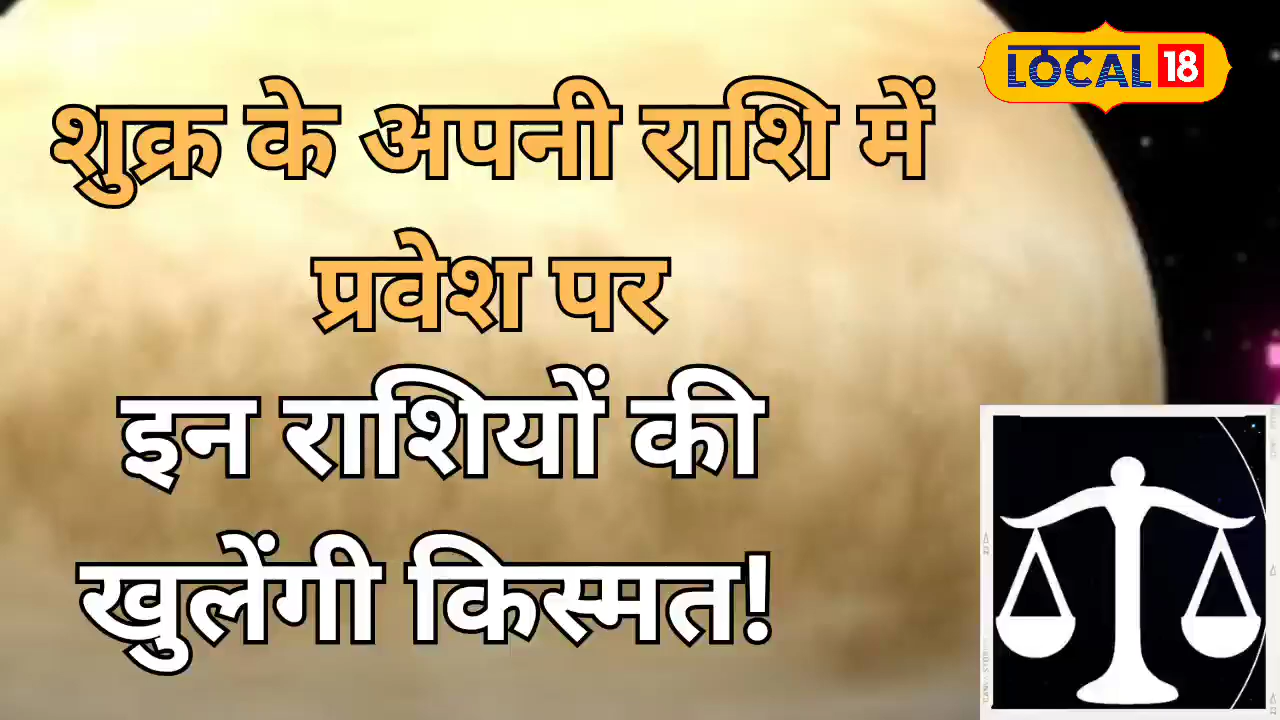 LOCAL 18
शुक्र के अपनी राशि में
प्रवेश पर
इन राशियों की
खुलेंगी किस्मत!